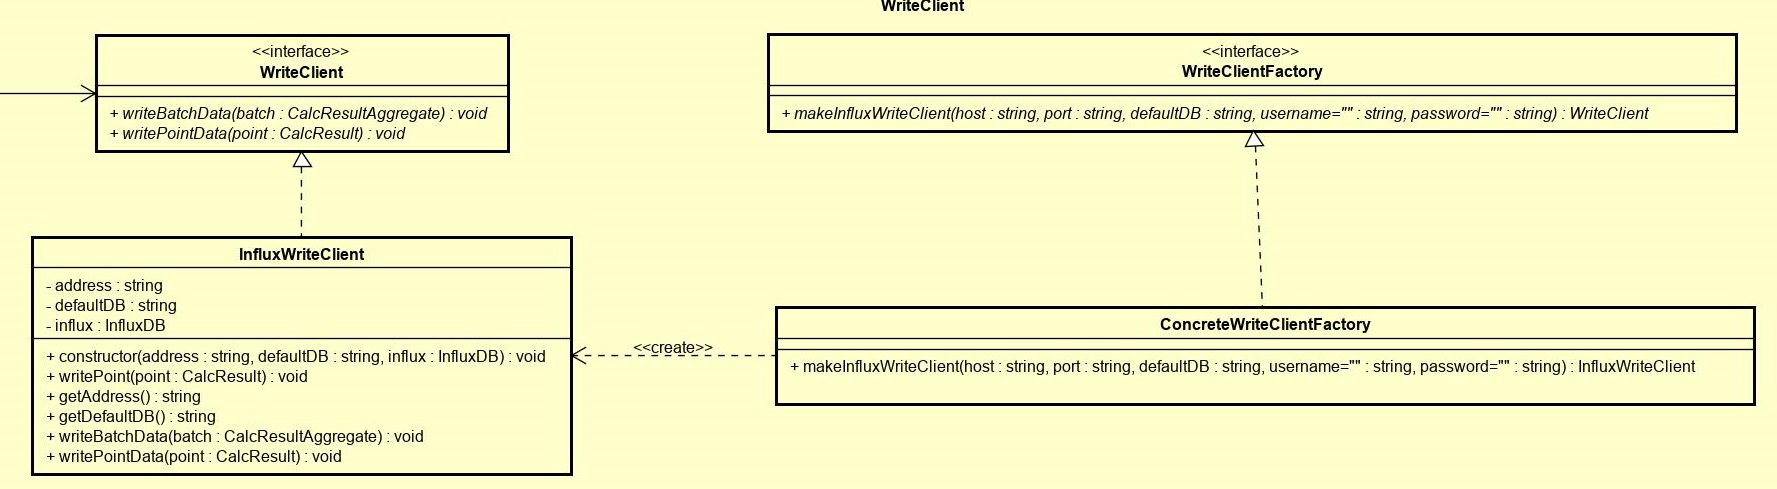 WriteClient
<<interface>>
WriteClient
+ writeBatchData(batch : CalcResultAggregate) : void
+ writePointData(point : CalcResult) : void
<<interface>>
WriteClientFactory
+ makeInfluxWriteClient(host : string, port : string, defaultDB : string, username="" : string, password="" : string) : WriteClient
InfluxWriteClient
- address : string
- defaultDB : string
- influx : InfluxDB
+ constructor(address : string, defaultDB : string, influx : InfluxDB) : void
+ writePoint(point : CalcResult) : void
+ getAddress() : string
+ getDefaultDB() : string
+ writeBatchData(batch : CalcResultAggregate) : void
+ writePointData(point : CalcResult) : void
<<create>>
ConcreteWriteClientFactory
+ makeInfluxWriteClient(host : string, port : string, defaultDB : string, username="" : string, password="" : string) : InfluxWriteClient